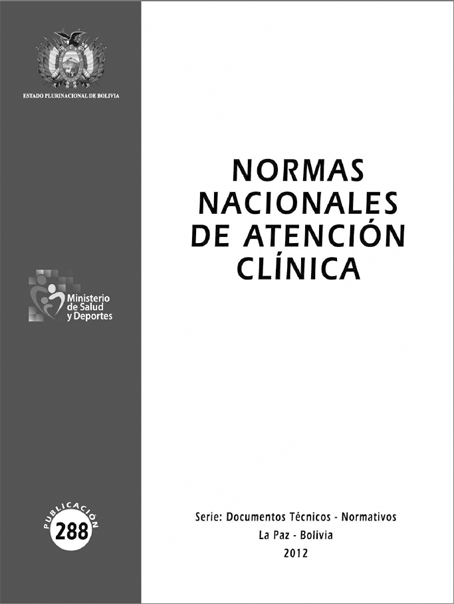 ESTADO PLURINACIONAL DE BOLIVIA
NORMAS
NACIONALES
DE ATENCIÓN
CLÍNICA
Ministerio
de Salud
y Deportes
PUBLICACIÓN
288
Serie: Documentos Técnicos - Normativos
La Paz - Bolivia
2012